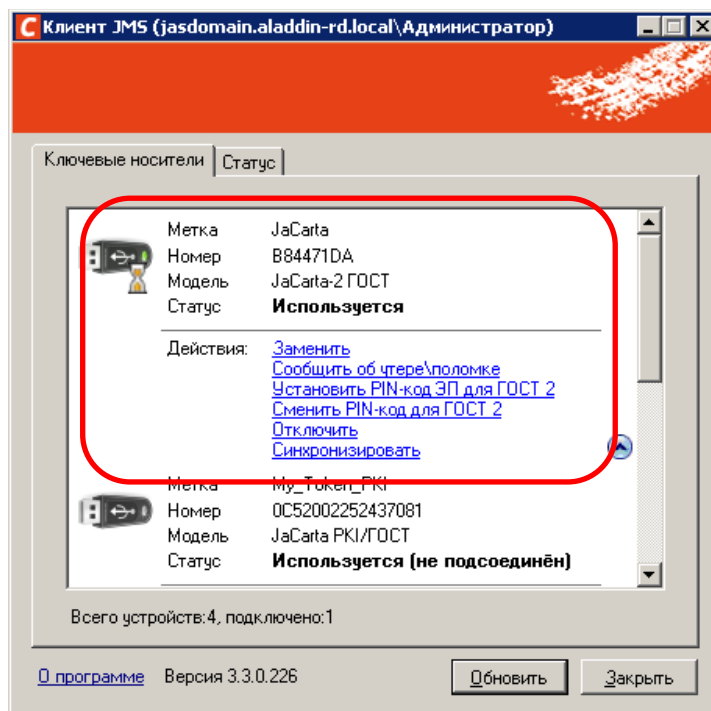 Клиент JMS (jasdomain.aladdin-rd.local\Администратор)
Ключевые носители
Статус
Метка JaCarta
Номер B84471DA
Модель JaCarta-2 ГОСТ
Статус Используется
Действия: Заменить
Сообщить об утере\поломке
Установить PIN-код ЭП для ГОСТ 2
Сменить PIN-код для ГОСТ 2
Отключить
Синхронизировать
Метка My_Token_PKI
Номер 0C52002252437081
Модель JaCarta PKI/ГОСТ
Статус Используется (не подсоединён)
Всего устройств:4, подключено:1
О программе Версия 3.3.0.226 Обновить Закрыть